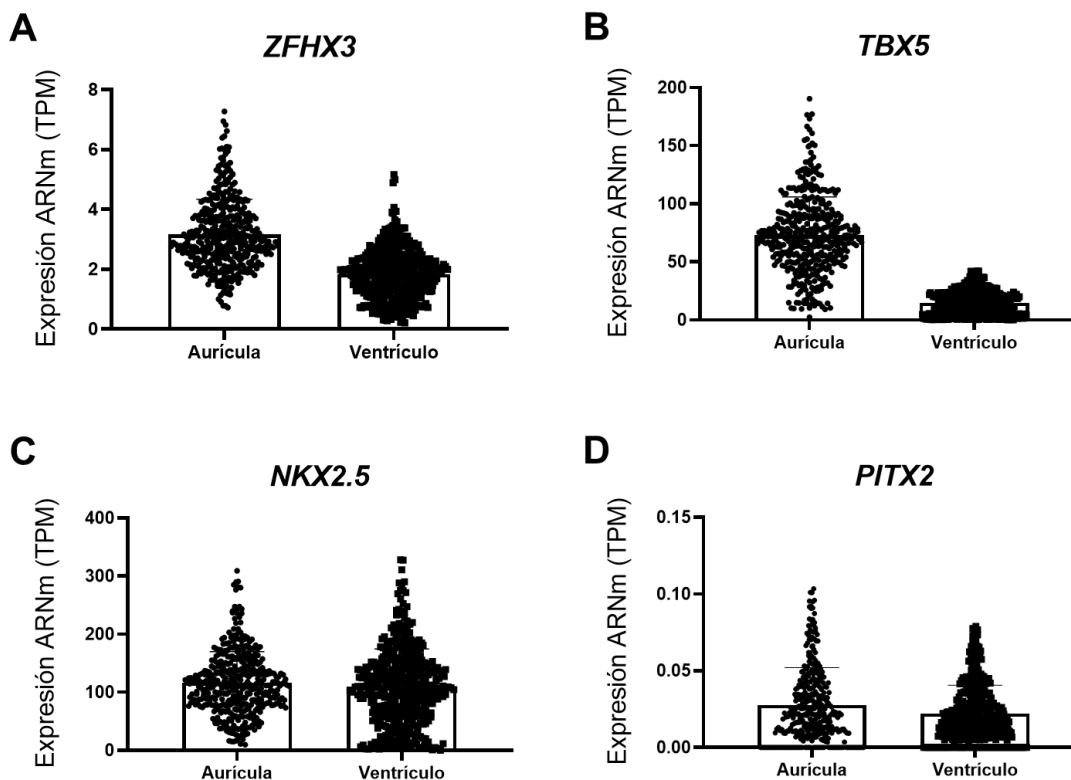 A
ZFHX3
Expresión ARNm (TPM)
8
6
4
2
0
Aurícula Ventrículo
B
TBX5
Expresión ARNm (TPM)
200
150
100
50
0
Aurícula Ventrículo
C
NKX2.5
Expresión ARNm (TPM)
400
300
200
100
0
Aurícula Ventrículo
D
PITX2
Expresión ARNm (TPM)
0.15
0.10
0.05
0.00
Aurícula Ventrículo